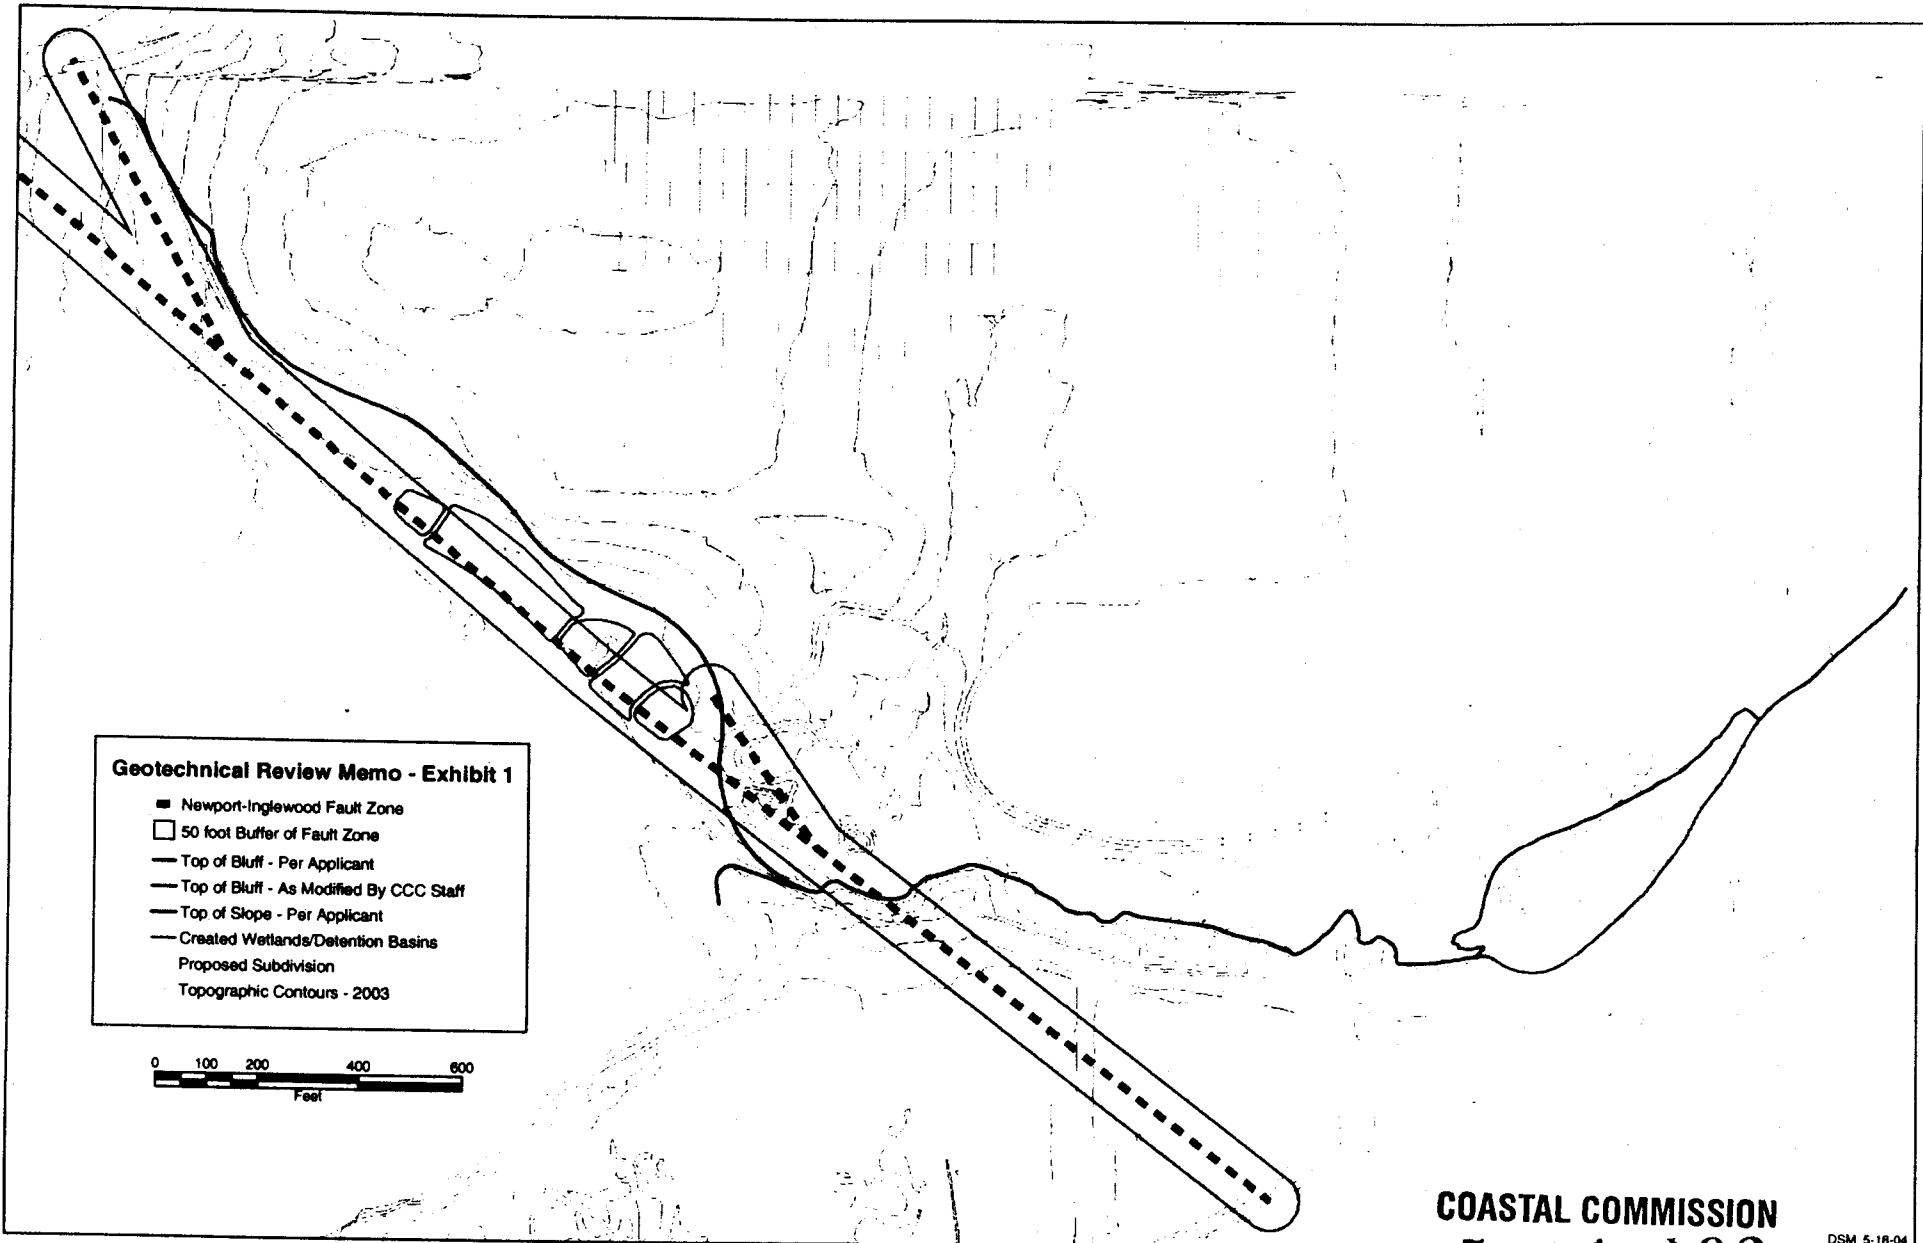 Geotechnical Review Memo - Exhibit 1
Newport-Inglewood Fault Zone
50 foot Buffer of Fault Zone
Top of Bluff - Per Applicant
Top of Bluff - As Modified By CCC Staff
Top of Slope - Per Applicant
Created Wetlands/Detention Basins
Proposed Subdivision
Topographic Contours - 2003
0 100 200 400 600
Feet
COASTAL COMMISSION
DSM 5-18-04